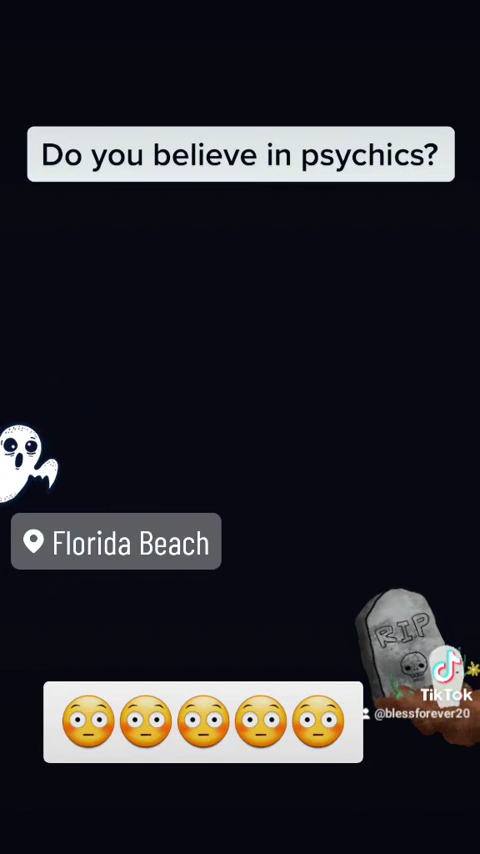 Do you believe in psychics?
Florida Beach
RIP
TikTok
@blessforever20
😳😳😳😳😳